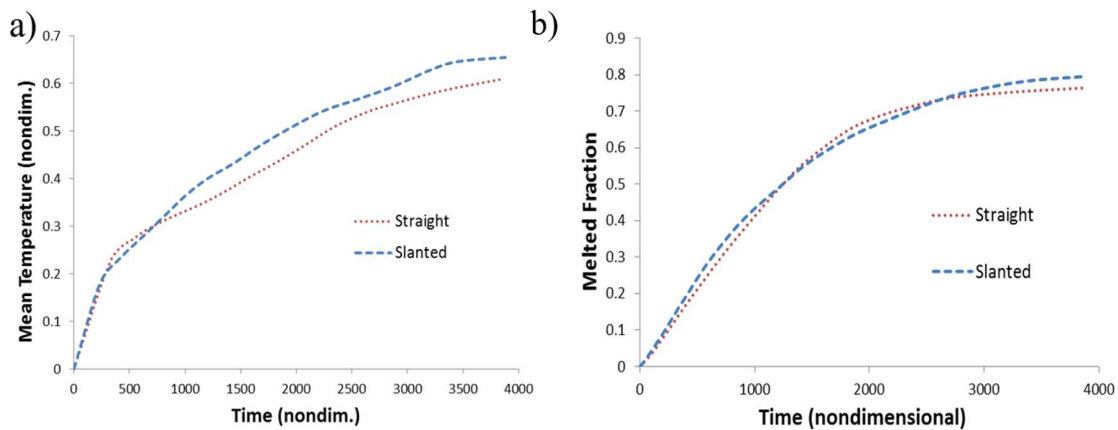 a)
Mean Temperature (nondim.)
0.7
0.6
0.5
0.4
0.3
0.2
0.1
0
0 500 1000 1500 2000 2500 3000 3500 4000
Time (nondim.)
Straight
Slanted
b)
Melted Fraction
0.9
0.8
0.7
0.6
0.5
0.4
0.3
0.2
0.1
0
0 1000 2000 3000 4000
Time (nondimensional)
Straight
Slanted